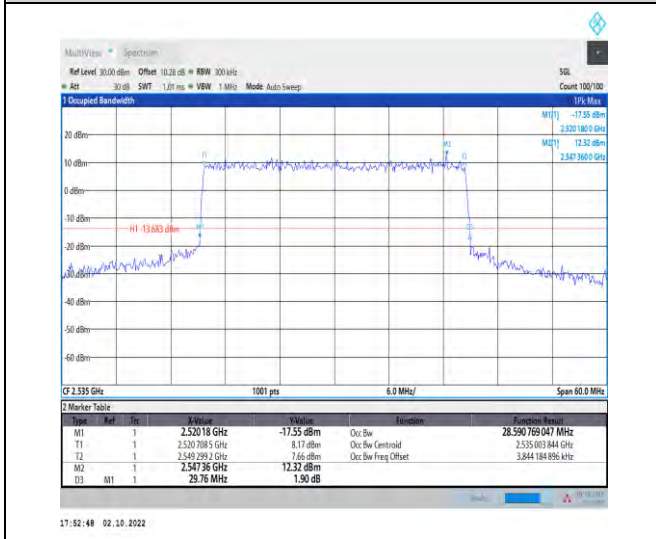 MultiView Spectrum
Ref Level 30.00 dBm Offset 10.28 dB RBW 300 kHz SGL
Att 30 dB SWT 1.01 ms VBW 1 MHz Mode Auto Sweep Count 100/100
1 Occupied Bandwidth 1Pk Max
M1[1] -17.55 dBm
2.520 180 0 GHz
M2[1] 12.32 dBm
2.547 360 0 GHz
20 dBm
M2
T1
T2
10 dBm
0 dBm
-10 dBm
H1 -13.683 dBm
M1
D3
-20 dBm
-30 dBm
-40 dBm
-50 dBm
-60 dBm
CF 2.535 GHz 1001 pts 6.0 MHz/ Span 60.0 MHz
2 Marker Table
Type Ref Trc X-Value Y-Value Function Function Result
M1 1 2.52018 GHz -17.55 dBm Occ Bw 28.590 769 047 MHz
T1 1 2.520 708 5 GHz 8.17 dBm Occ Bw Centroid 2.535 003 844 GHz
T2 1 2.549 299 2 GHz 7.66 dBm Occ Bw Freq Offset 3.844 184 896 kHz
M2 1 2.547 36 GHz 12.32 dBm
D3 M1 1 29.76 MHz 1.90 dB
17:52:48 02.10.2022